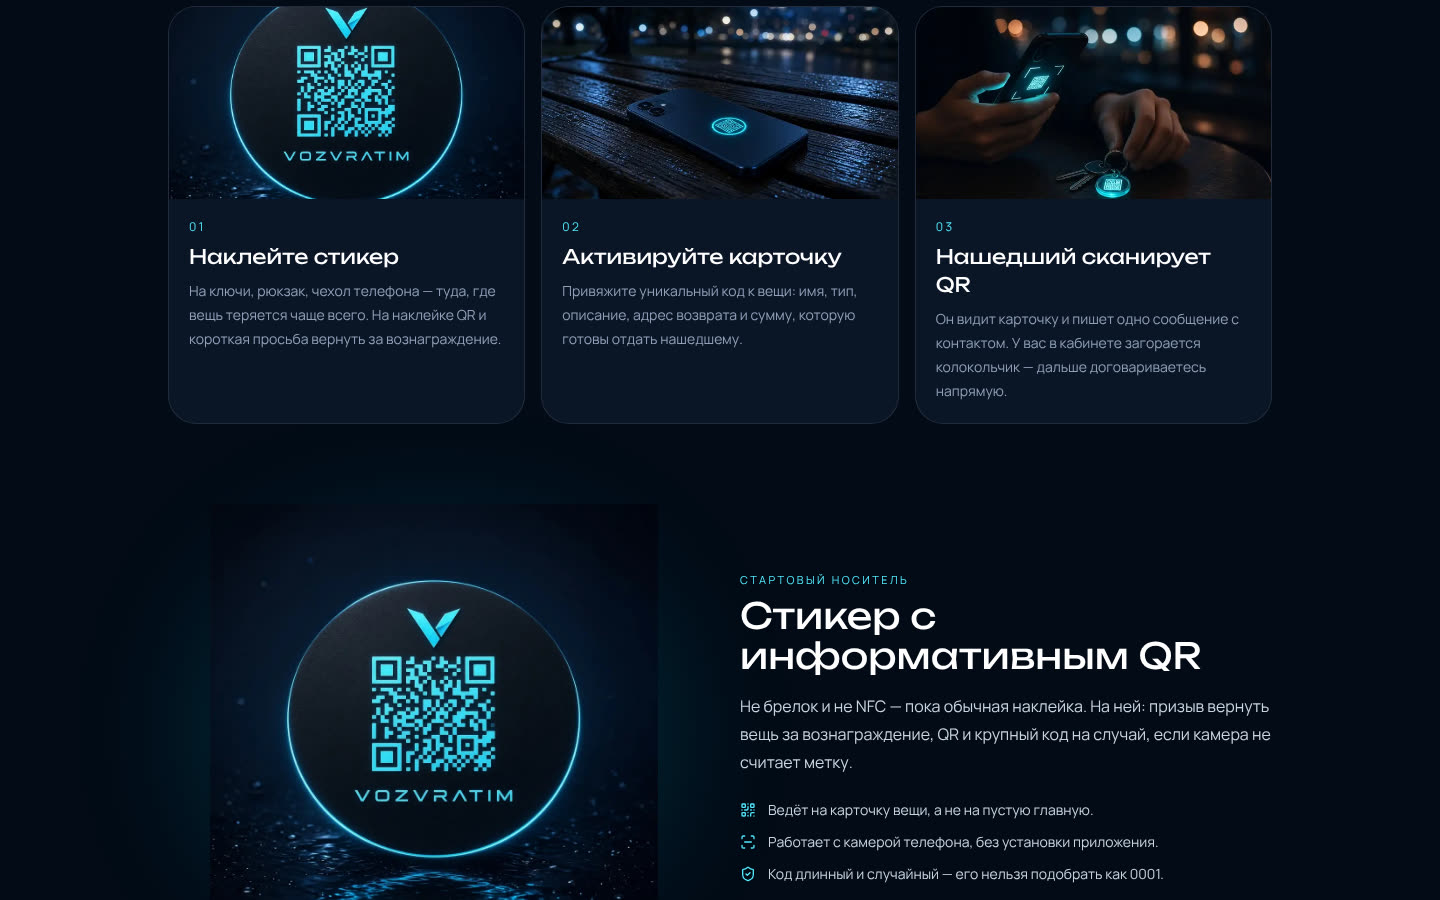 VOZVRATIM
01
Наклейте стикер
На ключи, рюкзак, чехол телефона — туда, где
вещь теряется чаще всего. На наклейке QR и
короткая просьба вернуть за вознаграждение.
02
Активируйте карточку
Привяжите уникальный код к вещи: имя, тип,
описание, адрес возврата и сумму, которую
готовы отдать нашедшему.
03
Нашедший сканирует
QR
Он видит карточку и пишет одно сообщение с
контактом. У вас в кабинете загорается
колокольчик — дальше договариваетесь
напрямую.
VOZVRATIM
СТАРТОВЫЙ НОСИТЕЛЬ
Стикер с
информативным QR
Не брелок и не NFC — пока обычная наклейка. На ней: призыв вернуть
вещь за вознаграждение, QR и крупный код на случай, если камера не
считает метку.
Ведёт на карточку вещи, а не на пустую главную.
Работает с камерой телефона, без установки приложения.
Код длинный и случайный — его нельзя подобрать как 0001.